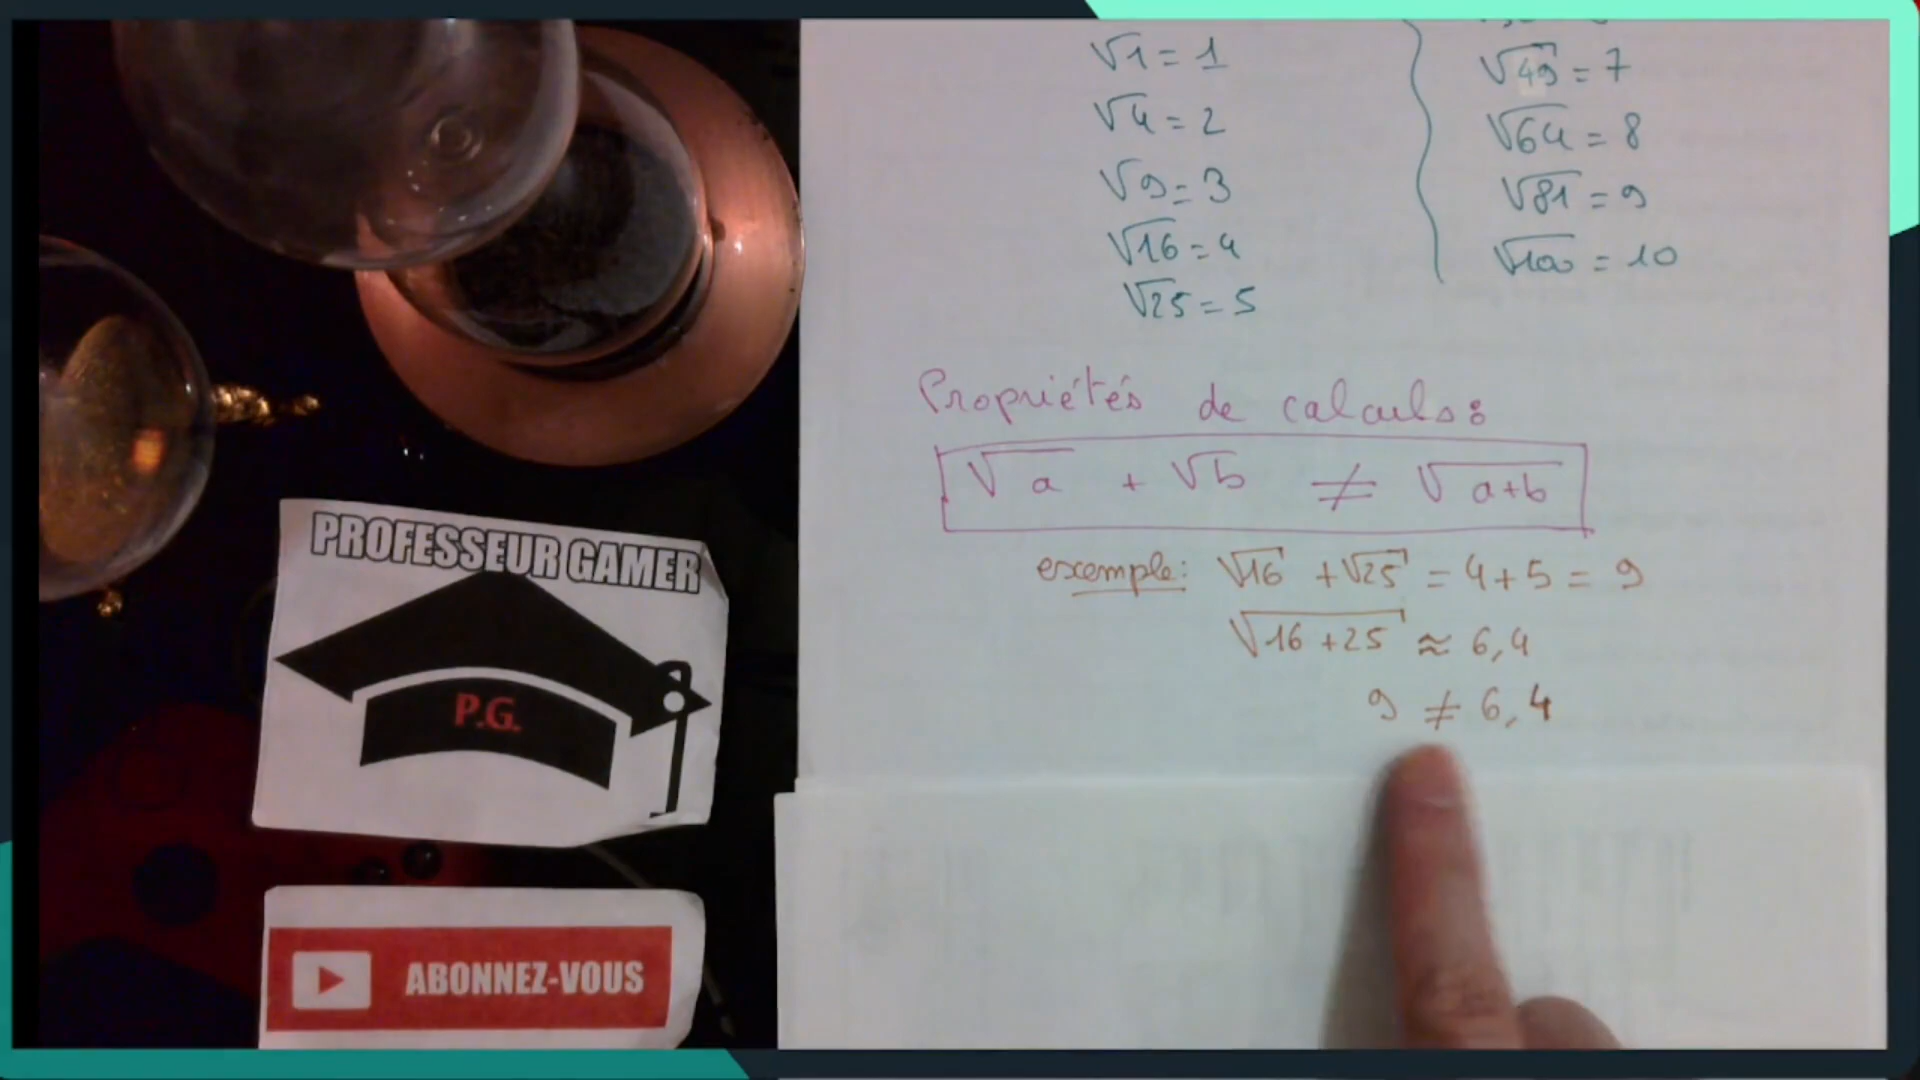 √1 = 1
√4 = 2
√9 = 3
√16 = 4
√25 = 5
√49 = 7
√64 = 8
√81 = 9
√100 = 10
Propriétés de calculs :
√a + √b ≠ √a+b
exemple : √16 + √25 = 4 + 5 = 9
√16 + 25 ≈ 6,4
9 ≠ 6,4
PROFESSEUR GAMER
P.G.
ABONNEZ-VOUS